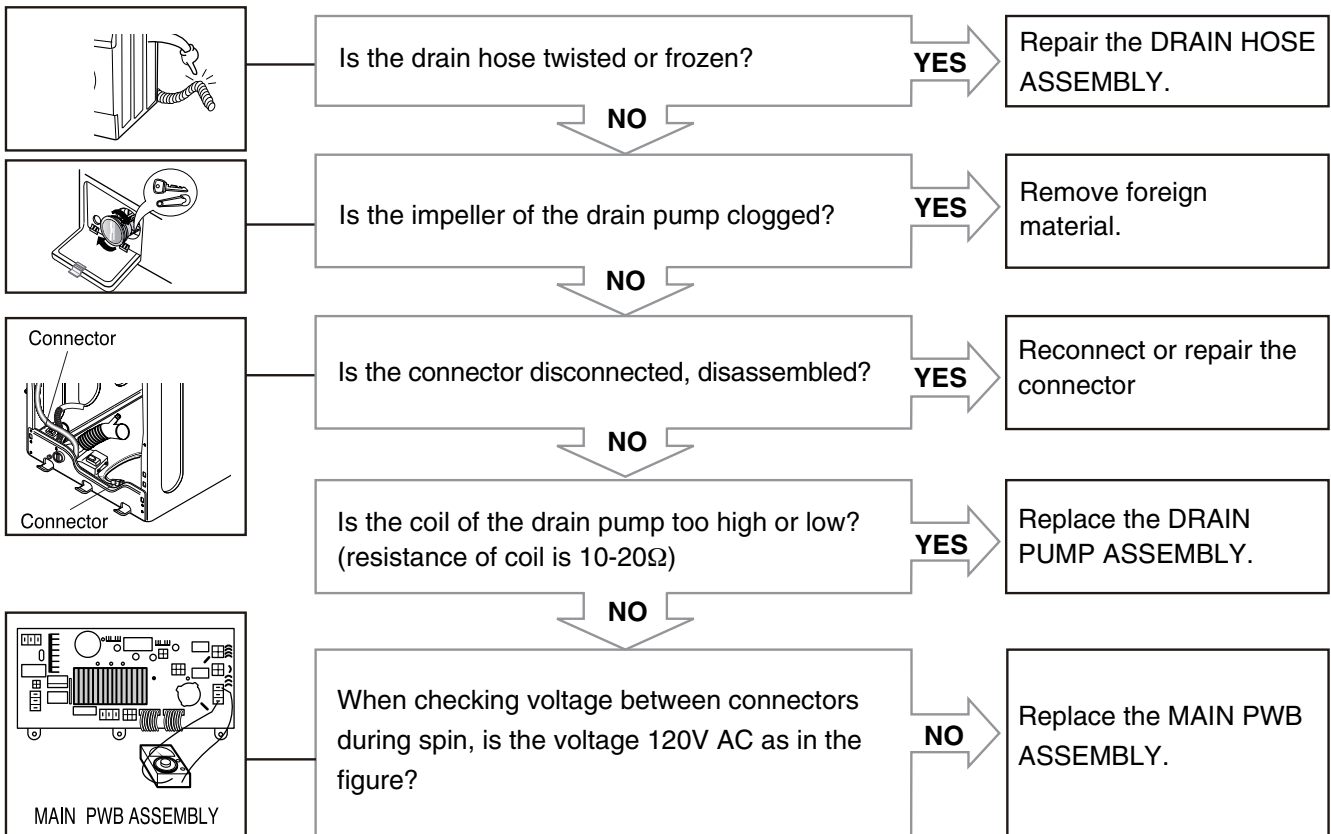 Is the drain hose twisted or frozen?
YES
Repair the DRAIN HOSE
ASSEMBLY.
NO
Is the impeller of the drain pump clogged?
YES
Remove foreign
material.
NO
Connector
Connector
Is the connector disconnected, disassembled?
YES
Reconnect or repair the
connector
NO
Is the coil of the drain pump too high or low?
(resistance of coil is 10-20Ω)
YES
Replace the DRAIN
PUMP ASSEMBLY.
NO
MAIN PWB ASSEMBLY
When checking voltage between connectors
during spin, is the voltage 120V AC as in the
figure?
NO
Replace the MAIN PWB
ASSEMBLY.